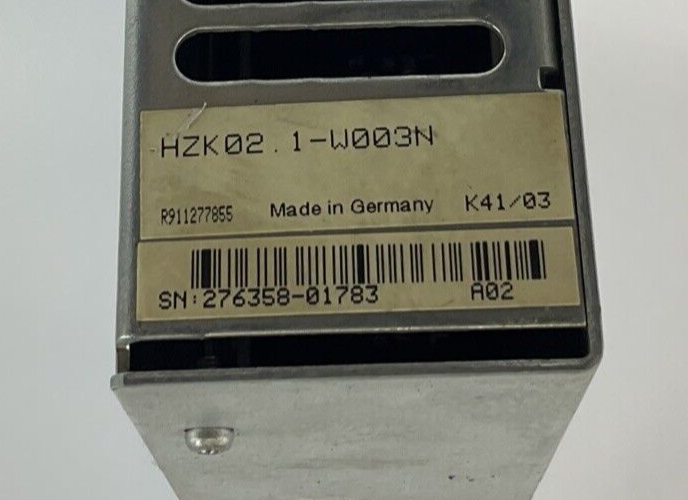 HZK02.1-W003N
R911277855 Made in Germany K41/03
SN:276358-01783 A02